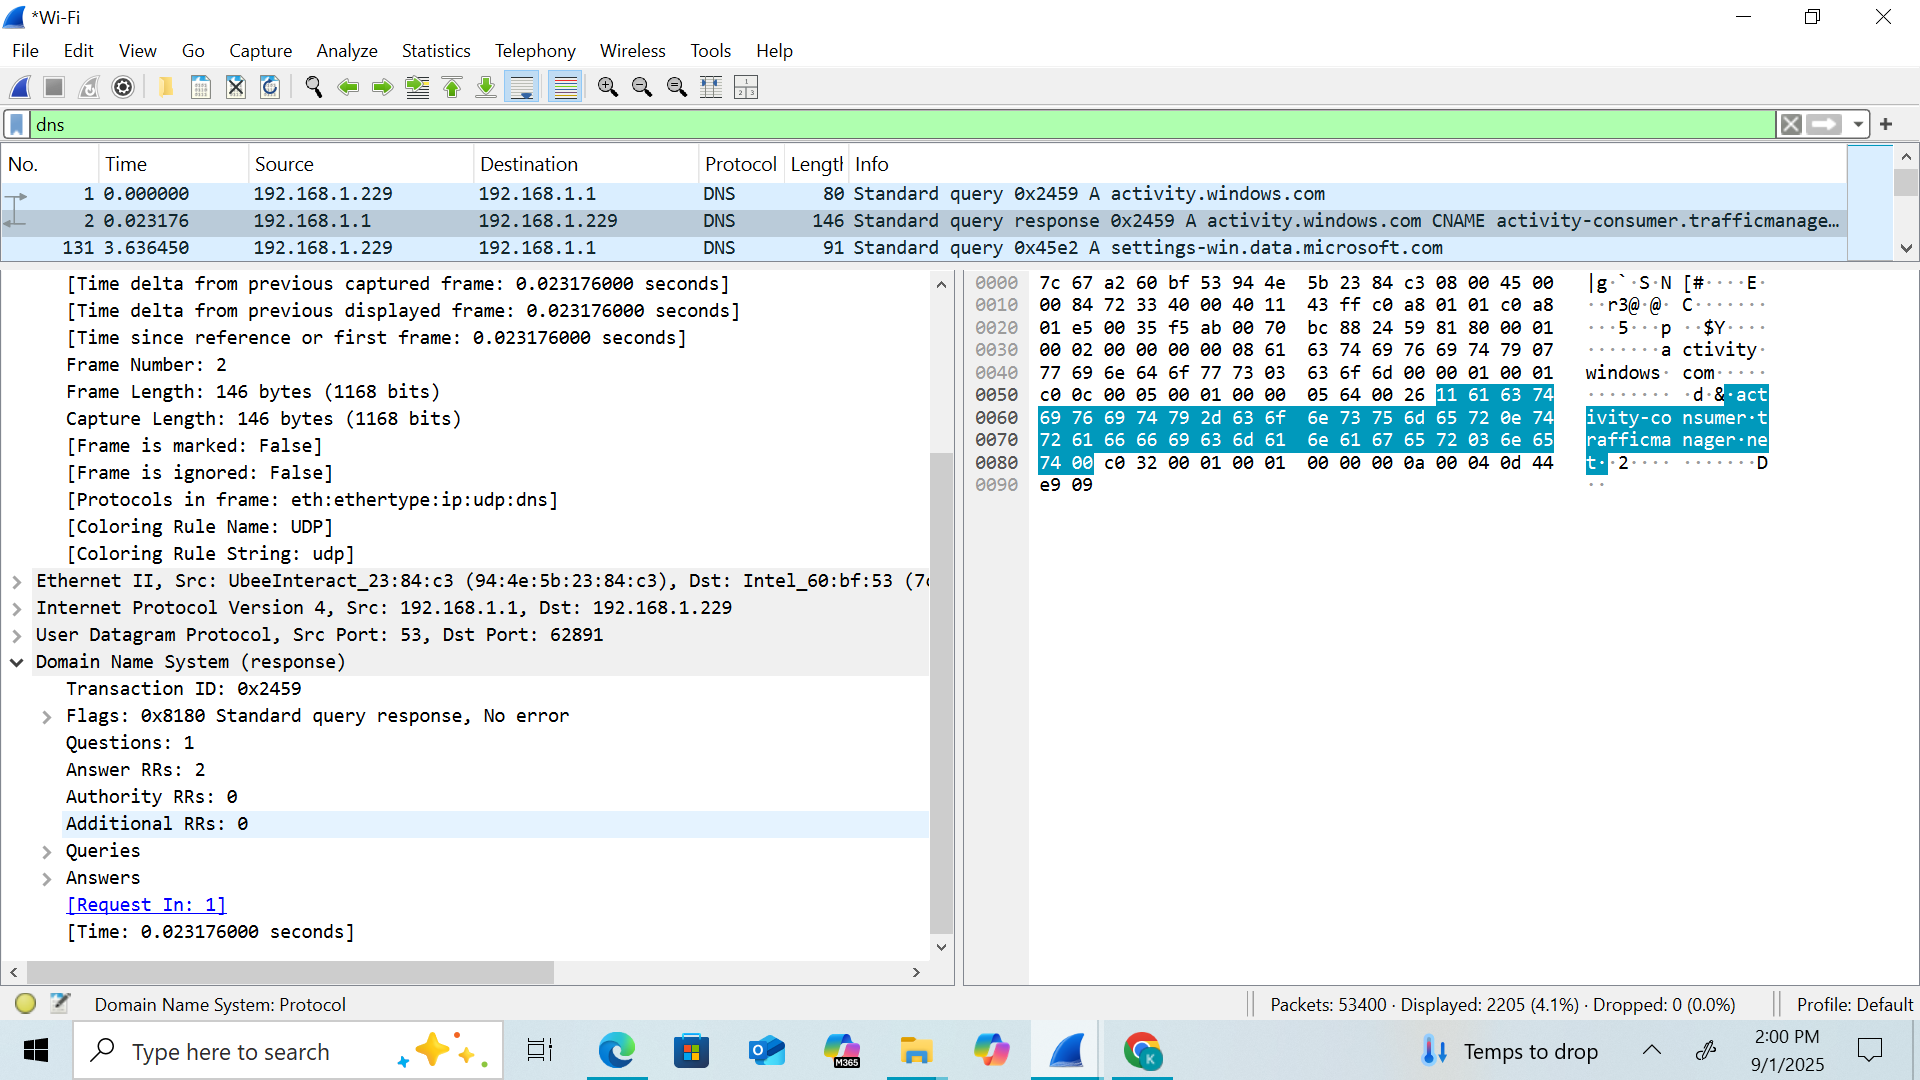 *Wi-Fi
File Edit View Go Capture Analyze Statistics Telephony Wireless Tools Help
dns
No. Time Source Destination Protocol Length Info
1 0.000000 192.168.1.229 192.168.1.1 DNS 80 Standard query 0x2459 A activity.windows.com
2 0.023176 192.168.1.1 192.168.1.229 DNS 146 Standard query response 0x2459 A activity.windows.com CNAME activity-consumer.trafficmanage…
131 3.636450 192.168.1.229 192.168.1.1 DNS 91 Standard query 0x45e2 A settings-win.data.microsoft.com
[Time delta from previous captured frame: 0.023176000 seconds]
[Time delta from previous displayed frame: 0.023176000 seconds]
[Time since reference or first frame: 0.023176000 seconds]
Frame Number: 2
Frame Length: 146 bytes (1168 bits)
Capture Length: 146 bytes (1168 bits)
[Frame is marked: False]
[Frame is ignored: False]
[Protocols in frame: eth:ethertype:ip:udp:dns]
[Coloring Rule Name: UDP]
[Coloring Rule String: udp]
Ethernet II, Src: UbeeInteract_23:84:c3 (94:4e:5b:23:84:c3), Dst: Intel_60:bf:53 (7c
Internet Protocol Version 4, Src: 192.168.1.1, Dst: 192.168.1.229
User Datagram Protocol, Src Port: 53, Dst Port: 62891
Domain Name System (response)
Transaction ID: 0x2459
Flags: 0x8180 Standard query response, No error
Questions: 1
Answer RRs: 2
Authority RRs: 0
Additional RRs: 0
Queries
Answers
[Request In: 1]
[Time: 0.023176000 seconds]
0000 7c 67 a2 60 bf 53 94 4e 5b 23 84 c3 08 00 45 00 |g·`·S·N [#····E·
0010 00 84 72 33 40 00 40 11 43 ff c0 a8 01 01 c0 a8 ··r3@·@· C·······
0020 01 e5 00 35 f5 ab 00 70 bc 88 24 59 81 80 00 01 ···5···p ··$Y····
0030 00 02 00 00 00 00 08 61 63 74 69 76 69 74 79 07 ·······a ctivity·
0040 77 69 6e 64 6f 77 73 03 63 6f 6d 00 00 01 00 01 windows· com·····
0050 c0 0c 00 05 00 01 00 00 05 64 00 26 11 61 63 74 ········ ·d·&·act
0060 69 76 69 74 79 2d 63 6f 6e 73 75 6d 65 72 0e 74 ivity-co nsumer·t
0070 72 61 66 66 69 63 6d 61 6e 61 67 65 72 03 6e 65 rafficma nager·ne
0080 74 00 c0 32 00 01 00 01 00 00 00 0a 00 04 0d 44 t··2···· ·······D
0090 e9 09 ··
Domain Name System: Protocol
Packets: 53400 · Displayed: 2205 (4.1%) · Dropped: 0 (0.0%)
Profile: Default
Type here to search
M365
K
Temps to drop
2:00 PM
9/1/2025